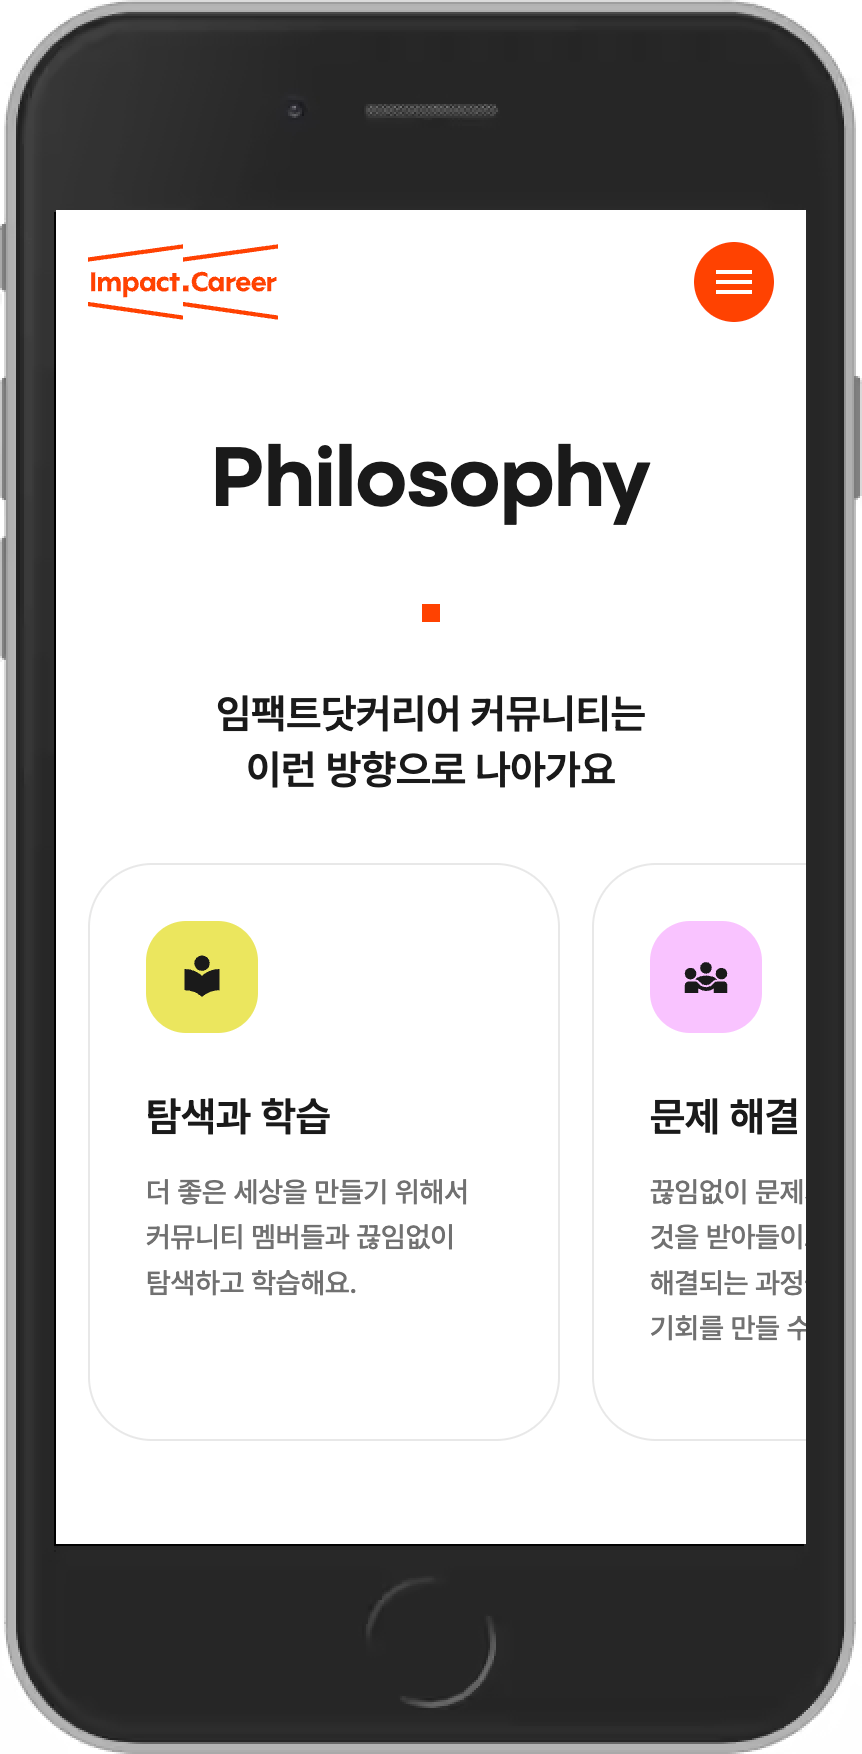 Impact.Career
Philosophy
임팩트닷커리어 커뮤니티는
이런 방향으로 나아가요
탐색과 학습
더 좋은 세상을 만들기 위해서
커뮤니티 멤버들과 끊임없이
탐색하고 학습해요.
문제 해결
끊임없이 문제
것을 받아들이
해결되는 과정
기회를 만들 수